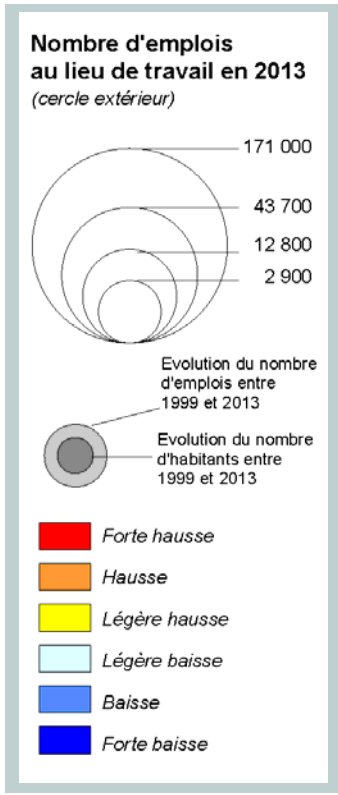 Nombre d'emplois
au lieu de travail en 2013
(cercle extérieur)
171 000
43 700
12 800
2 900
Evolution du nombre
d'emplois entre
1999 et 2013
Evolution du nombre
d'habitants entre
1999 et 2013
Forte hausse
Hausse
Légère hausse
Légère baisse
Baisse
Forte baisse